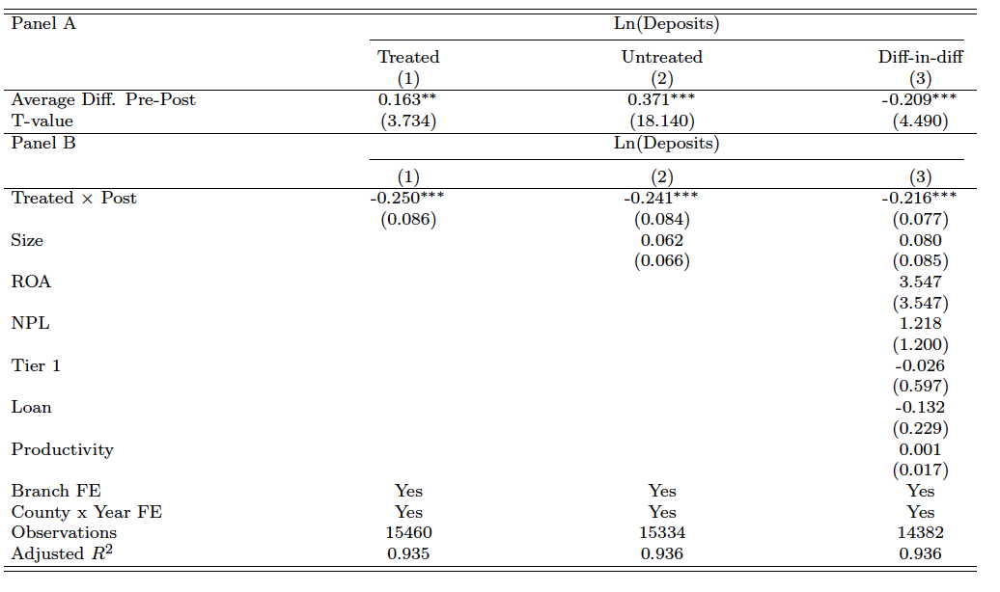 Panel A Ln(Deposits)
Treated Untreated Diff-in-diff
(1) (2) (3)
Average Diff. Pre-Post 0.163** 0.371*** -0.209***
T-value (3.734) (18.140) (4.490)
Panel B Ln(Deposits)
(1) (2) (3)
Treated × Post -0.250*** -0.241*** -0.216***
(0.086) (0.084) (0.077)
Size 0.062 0.080
(0.066) (0.085)
ROA 3.547
(3.547)
NPL 1.218
(1.200)
Tier 1 -0.026
(0.597)
Loan -0.132
(0.229)
Productivity 0.001
(0.017)
Branch FE Yes Yes Yes
County x Year FE Yes Yes Yes
Observations 15460 15334 14382
Adjusted R² 0.935 0.936 0.936